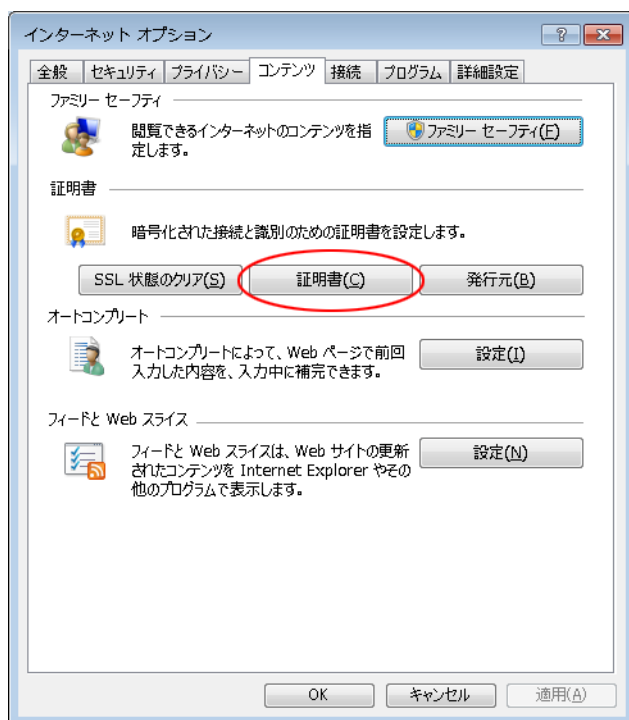 インターネット オプション
全般 セキュリティ プライバシー コンテンツ 接続 プログラム 詳細設定
ファミリー セーフティ
閲覧できるインターネットのコンテンツを指
定します。
ファミリー セーフティ(F)
証明書
暗号化された接続と識別のための証明書を設定します。
SSL 状態のクリア(S) 証明書(C) 発行元(B)
オートコンプリート
オートコンプリートによって、Web ページで前回
入力した内容を、入力中に補完できます。
設定(I)
フィードと Web スライス
フィードと Web スライスは、Web サイトの更新
されたコンテンツを Internet Explorer やその
他のプログラムで表示します。
設定(N)
OK キャンセル 適用(A)